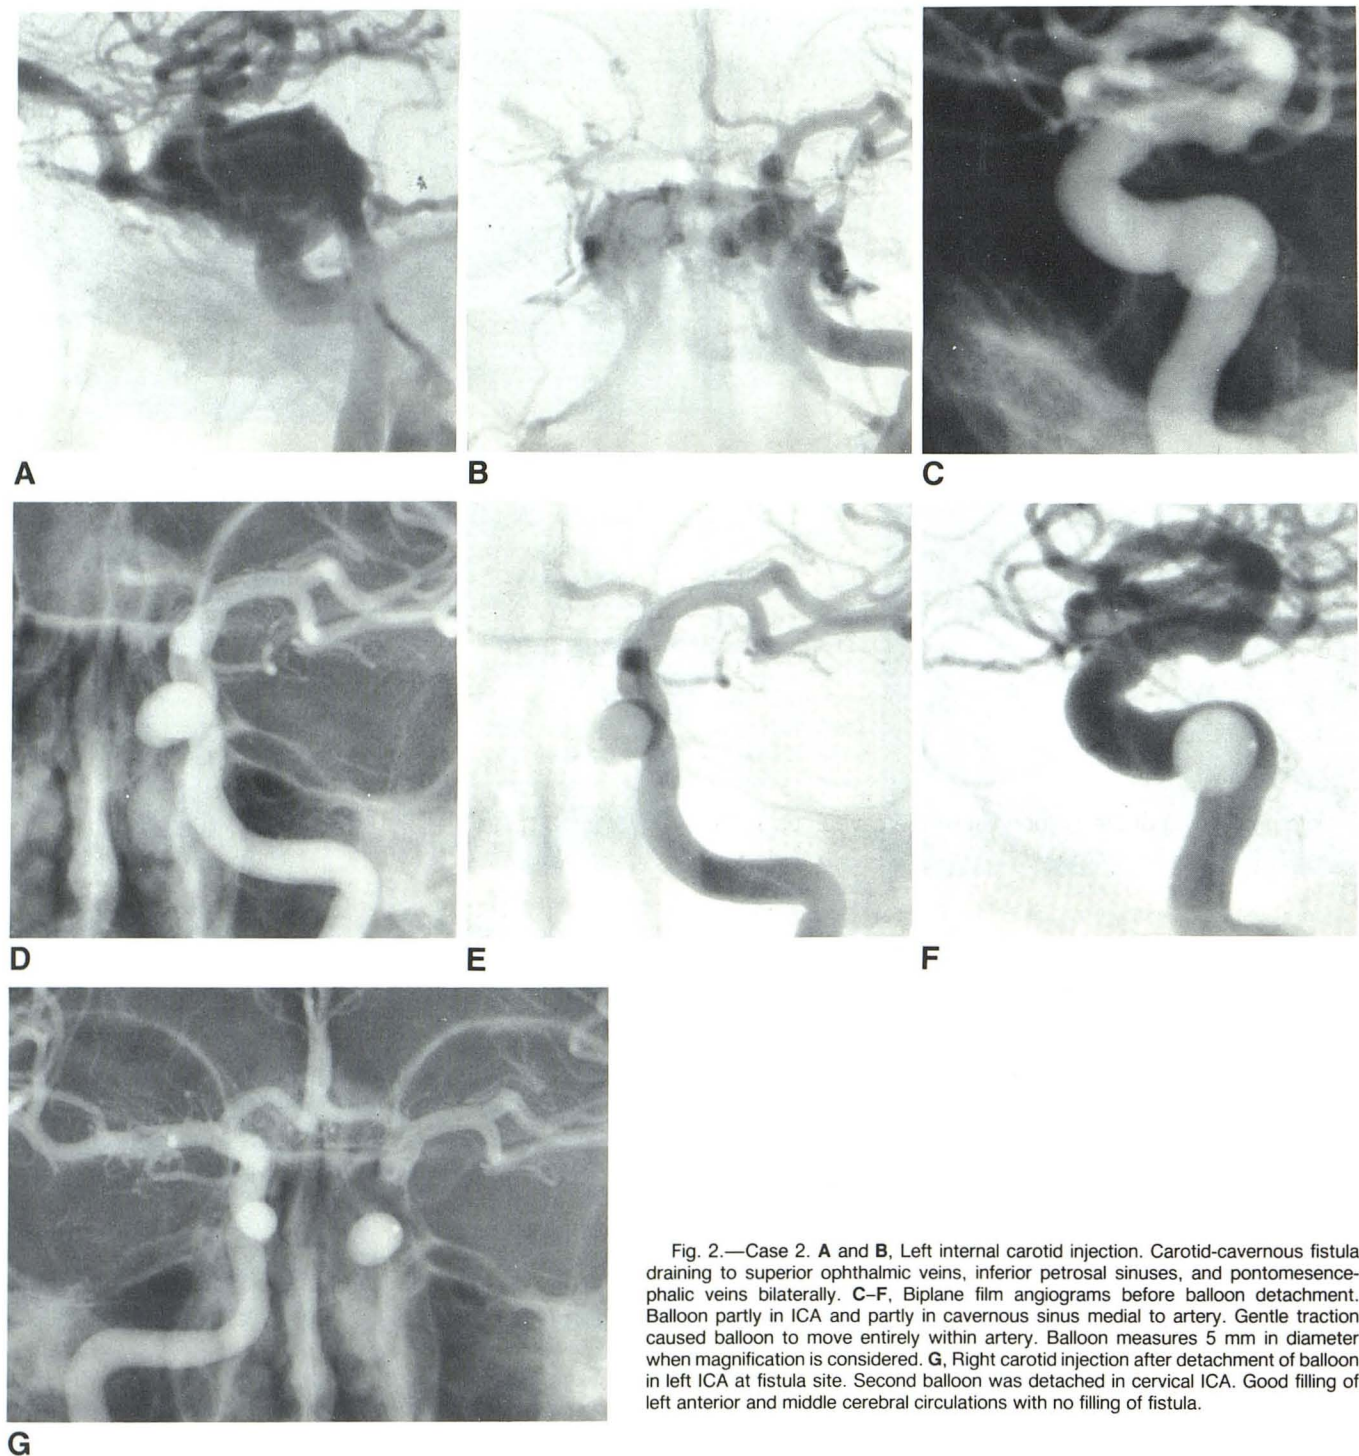 A
B
C
D
E
F
G
Fig. 2.—Case 2. A and B, Left internal carotid injection. Carotid-cavernous fistula
draining to superior ophthalmic veins, inferior petrosal sinuses, and pontomesence-
phalic veins bilaterally. C–F, Biplane film angiograms before balloon detachment.
Balloon partly in ICA and partly in cavernous sinus medial to artery. Gentle traction
caused balloon to move entirely within artery. Balloon measures 5 mm in diameter
when magnification is considered. G, Right carotid injection after detachment of balloon
in left ICA at fistula site. Second balloon was detached in cervical ICA. Good filling of
left anterior and middle cerebral circulations with no filling of fistula.